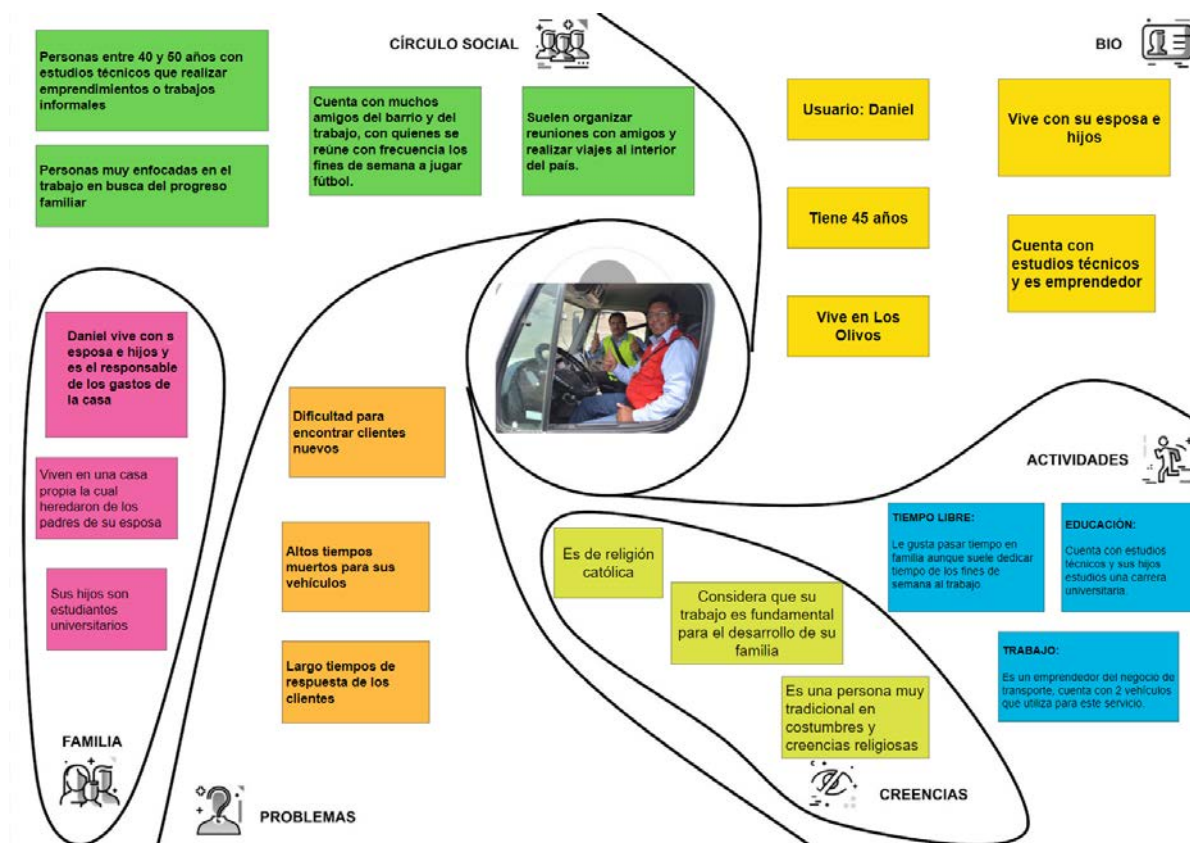 CÍRCULO SOCIAL
Personas entre 40 y 50 años con
estudios técnicos que realizar
emprendimientos o trabajos
informales
Personas muy enfocadas en el
trabajo en busca del progreso
familiar
Cuenta con muchos
amigos del barrio y del
trabajo, con quienes se
reúne con frecuencia los
fines de semana a jugar
fútbol.
Suelen organizar
reuniones con amigos y
realizar viajes al interior
del país.
BIO
Usuario: Daniel
Vive con su esposa e
hijos
Tiene 45 años
Cuenta con
estudios técnicos
y es emprendedor
Vive en Los
Olivos
Daniel vive con s
esposa e hijos y
es el responsable
de los gastos de
la casa
Viven en una casa
propia la cual
heredaron de los
padres de su esposa
Sus hijos son
estudiantes
universitarios
FAMILIA
Dificultad para
encontrar clientes
nuevos
Altos tiempos
muertos para sus
vehículos
Largo tiempos de
respuesta de los
clientes
PROBLEMAS
Es de religión
católica
Considera que su
trabajo es fundamental
para el desarrollo de su
familia
Es una persona muy
tradicional en
costumbres y
creencias religiosas
CREENCIAS
ACTIVIDADES
TIEMPO LIBRE:
Le gusta pasar tiempo en
familia aunque suele dedicar
tiempo de los fines de
semana al trabajo
EDUCACIÓN:
Cuenta con estudios
técnicos y sus hijos
estudios una carrera
universitaria.
TRABAJO:
Es un emprendedor del negocio de
transporte, cuenta con 2 vehículos
que utiliza para este servicio.